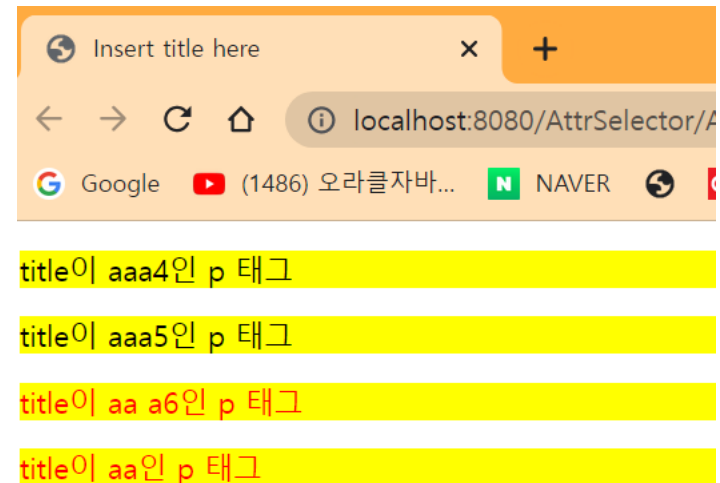 Insert title here
localhost:8080/AttrSelector/
Google (1486) 오라클자바... NAVER
title이 aaa4인 p 태그
title이 aaa5인 p 태그
title이 aa a6인 p 태그
title이 aa인 p 태그